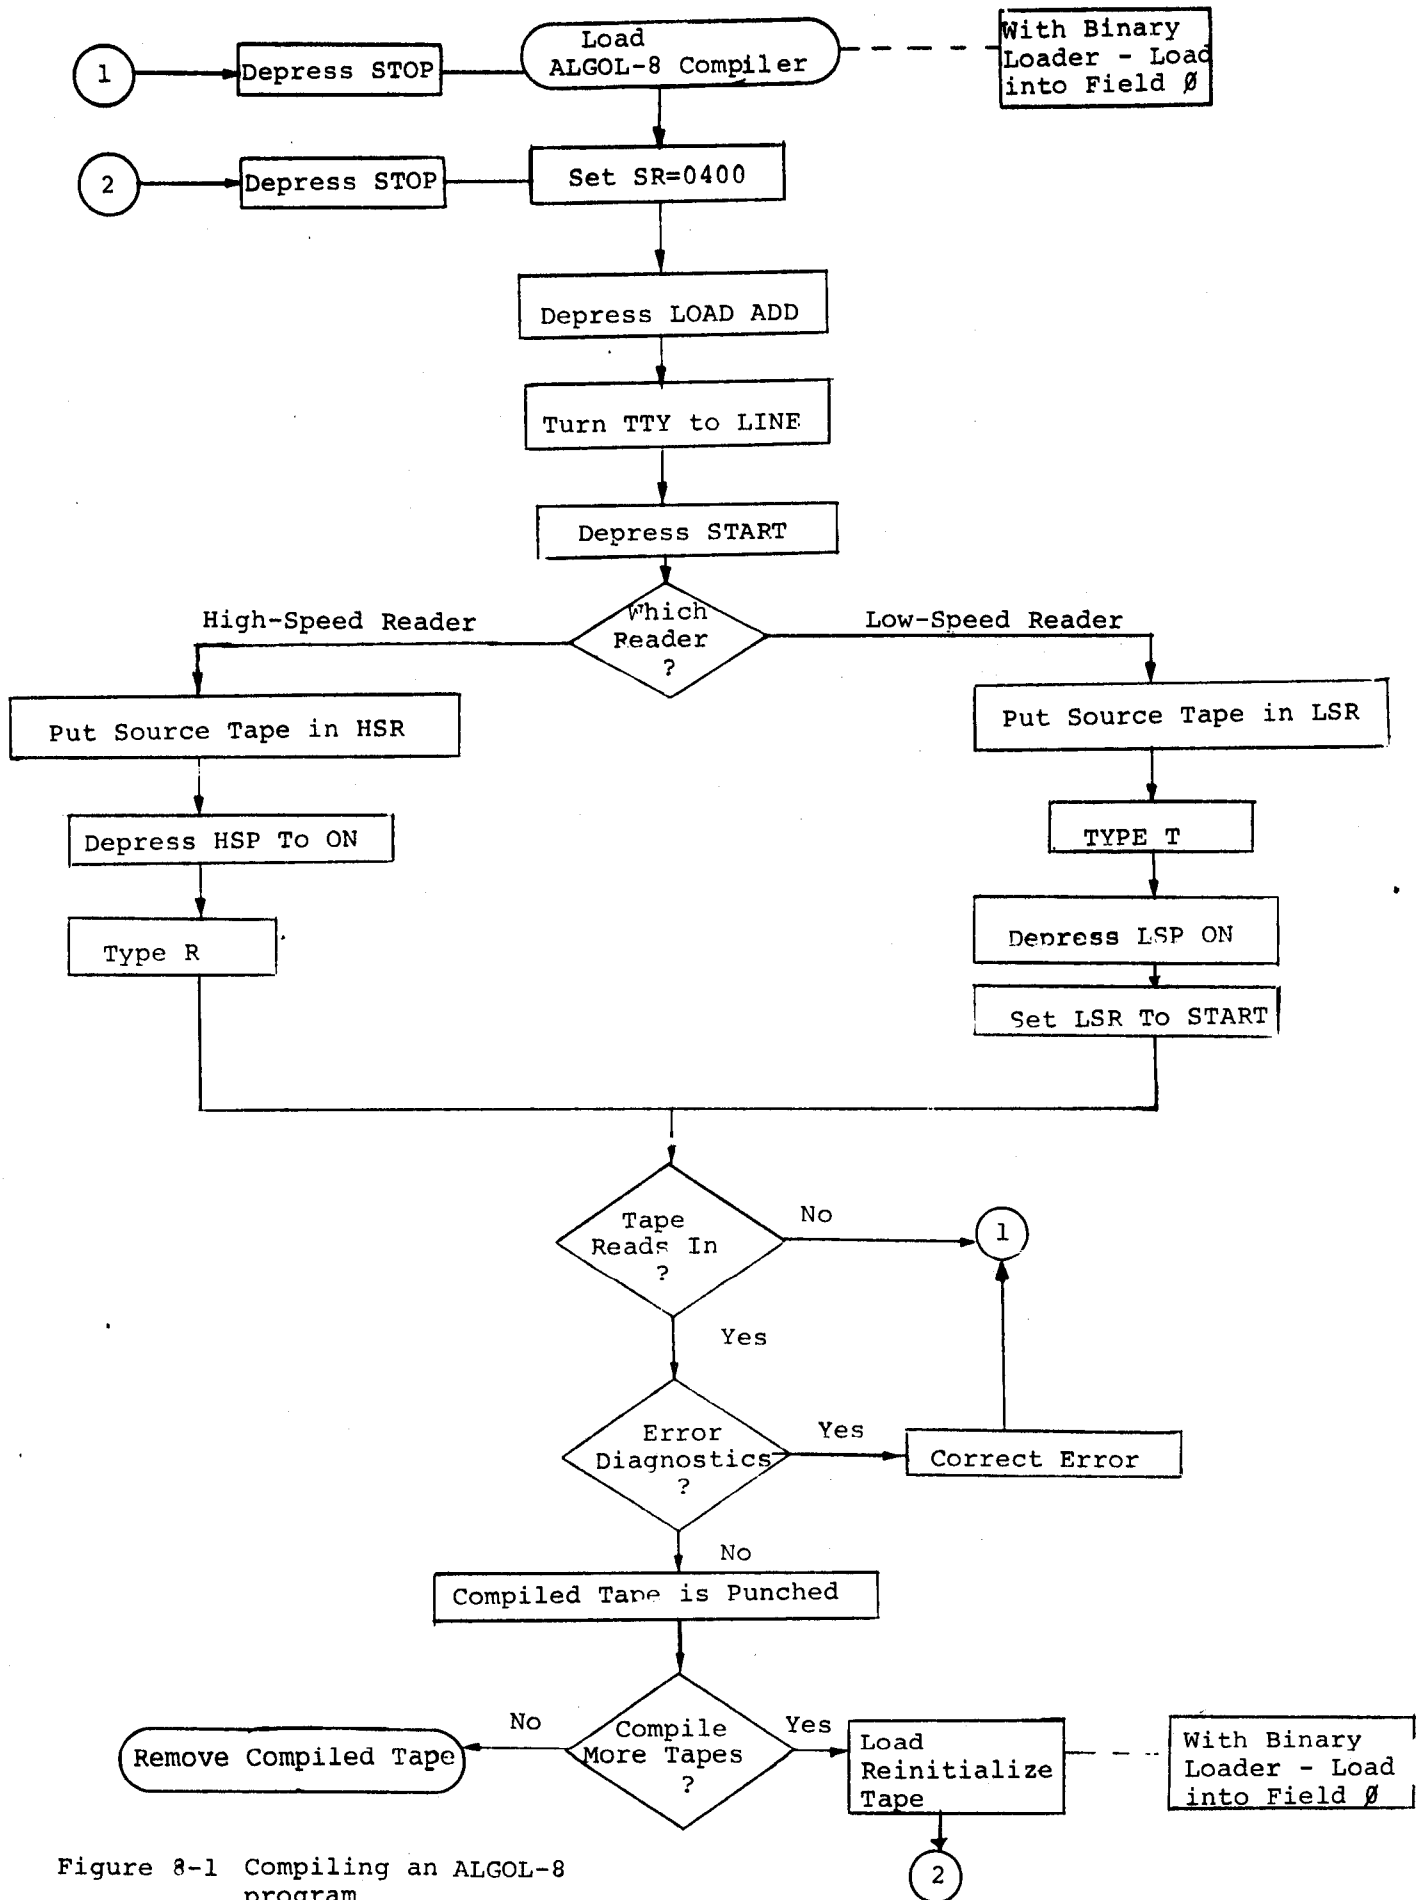 1
Depress STOP
Load
ALGOL-8 Compiler
With Binary
Loader - Load
into Field Ø
2
Depress STOP
Set SR=0400
Depress LOAD ADD
Turn TTY to LINE
Depress START
High-Speed Reader
Which
Reader
?
Low-Speed Reader
Put Source Tape in HSR
Put Source Tape in LSR
Depress HSP To ON
TYPE T
Type R
Depress LSP ON
Set LSR To START
Tape
Reads In
?
No
1
Yes
Error
Diagnostics
?
Yes
Correct Error
No
Compiled Tape is Punched
Compile
More Tapes
?
No
Remove Compiled Tape
Yes
Load
Reinitialize
Tape
With Binary
Loader - Load
into Field Ø
2
Figure 8-1 Compiling an ALGOL-8
program